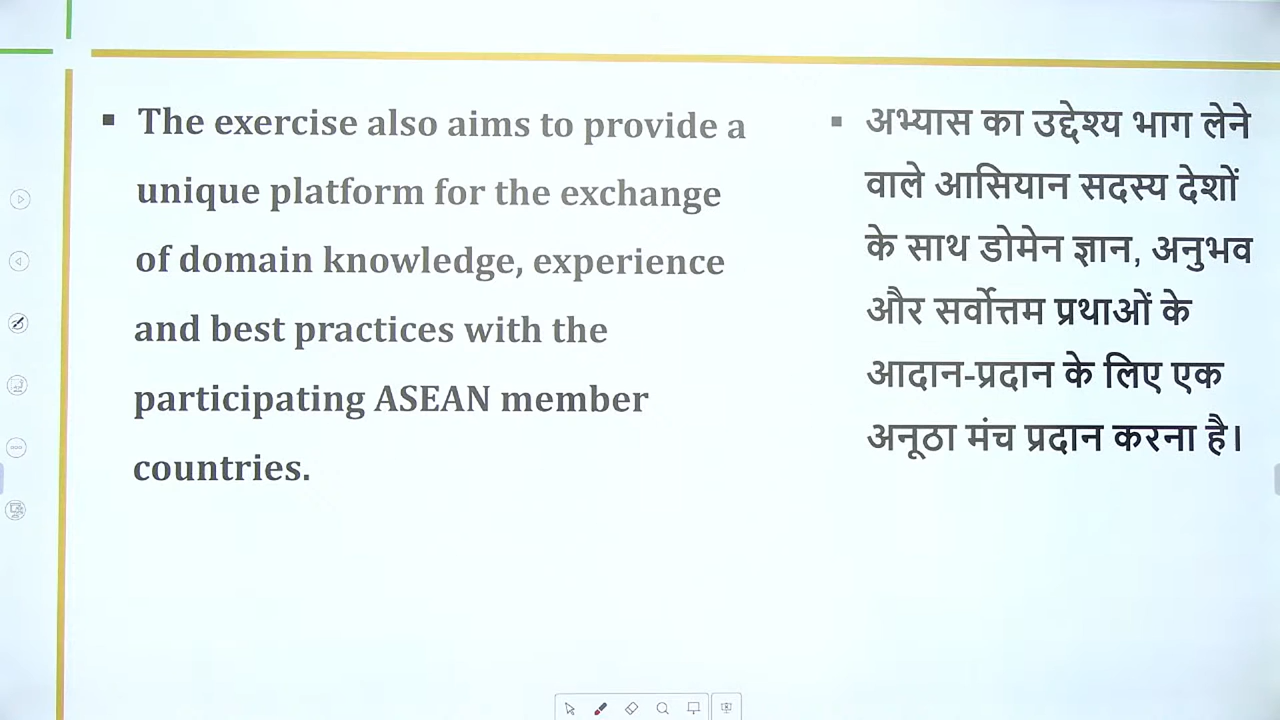 ▪ The exercise also aims to provide a
unique platform for the exchange
of domain knowledge, experience
and best practices with the
participating ASEAN member
countries.
▪ अभ्यास का उद्देश्य भाग लेने
वाले आसियान सदस्य देशों
के साथ डोमेन ज्ञान, अनुभव
और सर्वोत्तम प्रथाओं के
आदान-प्रदान के लिए एक
अनूठा मंच प्रदान करना है।